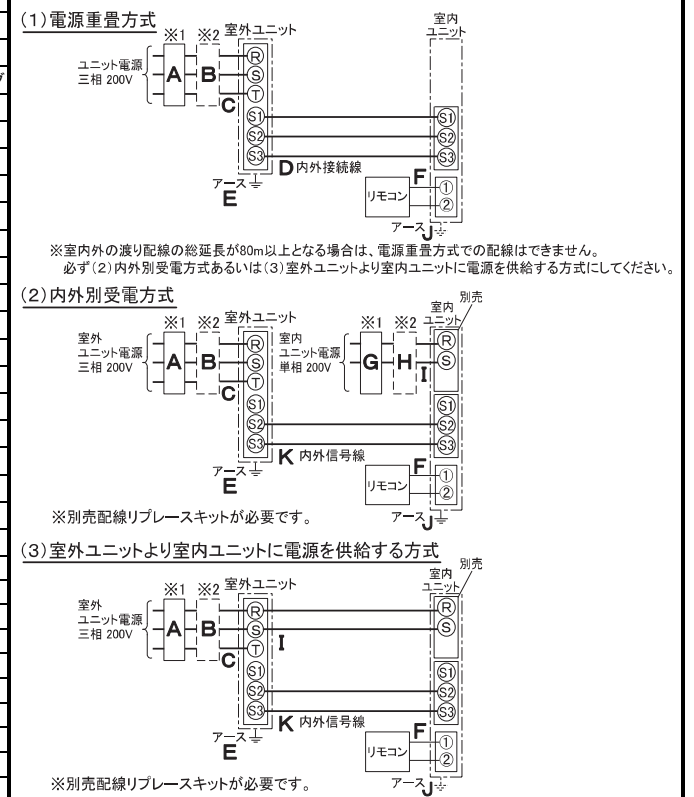 (1)電源重畳方式
※1 ※2 室外ユニット
室内
ユニット
ユニット電源
三相 200V
A B C
R
S
T
S1
S2
S3
S1
S2
S3
D 内外接続線
アース
E
リモコン
F
①
②
アース J
※室内外の渡り配線の総延長が80m以上となる場合は、電源重畳方式での配線はできません。
必ず(2)内外別受電方式あるいは(3)室外ユニットより室内ユニットに電源を供給する方式にしてください。
(2)内外別受電方式
※1 ※2 室外ユニット
※1 ※2
室内
ユニット
別売
室外
ユニット電源
三相 200V
A B C
R
S
T
S1
S2
S3
室内
ユニット電源
単相 200V
G H I
R
S
S1
S2
S3
K 内外信号線
アース
E
リモコン
F
①
②
アース J
※別売配線リプレースキットが必要です。
(3)室外ユニットより室内ユニットに電源を供給する方式
※1 ※2 室外ユニット
室内
ユニット
別売
室外
ユニット電源
三相 200V
A B C
R
S
T
S1
S2
S3
I
R
S
S1
S2
S3
K 内外信号線
アース
E
リモコン
F
①
②
アース J
※別売配線リプレースキットが必要です。